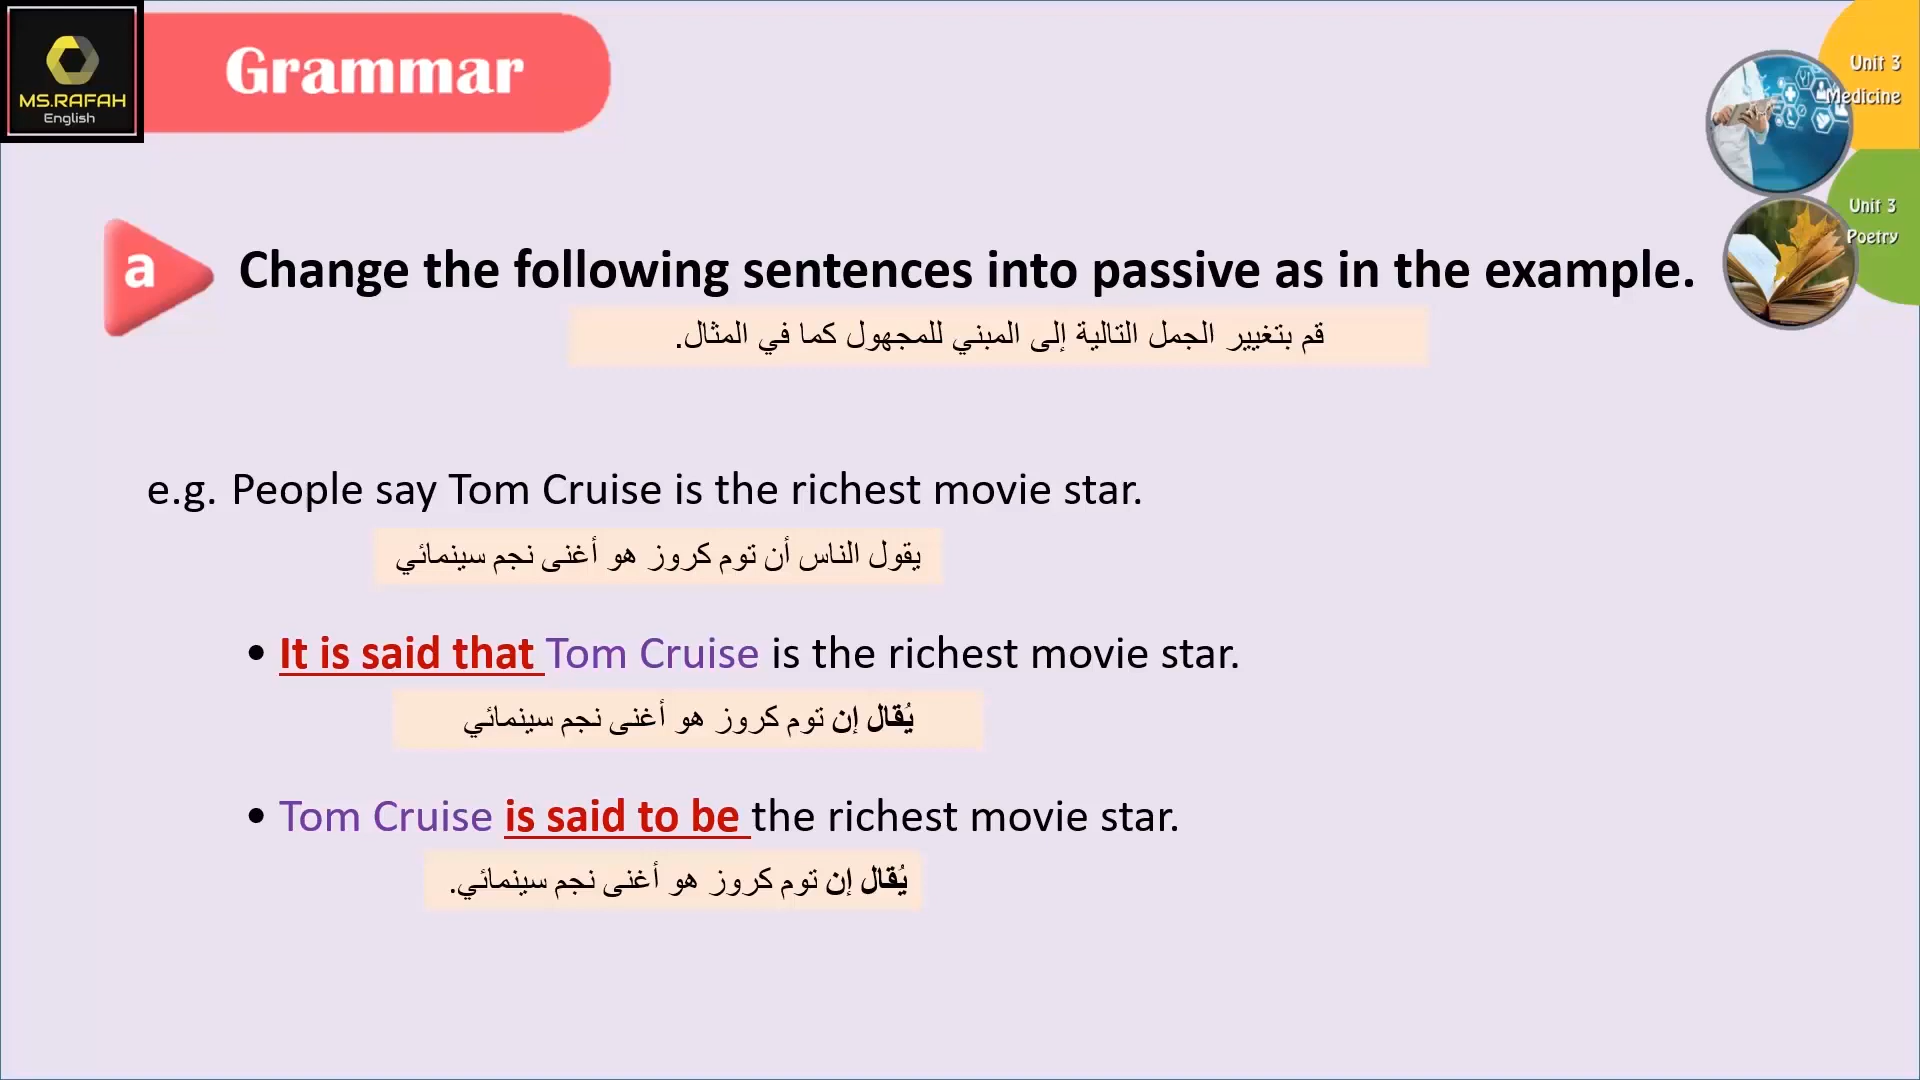 MS.RAFAH
English
Grammar
Unit 3
Medicine
Unit 3
Poetry
a
Change the following sentences into passive as in the example.
قم بتغيير الجمل التالية إلى المبني للمجهول كما في المثال.
e.g. People say Tom Cruise is the richest movie star.
يقول الناس أن توم كروز هو أغنى نجم سينمائي
• It is said that Tom Cruise is the richest movie star.
يُقال إن توم كروز هو أغنى نجم سينمائي
• Tom Cruise is said to be the richest movie star.
يُقال إن توم كروز هو أغنى نجم سينمائي.